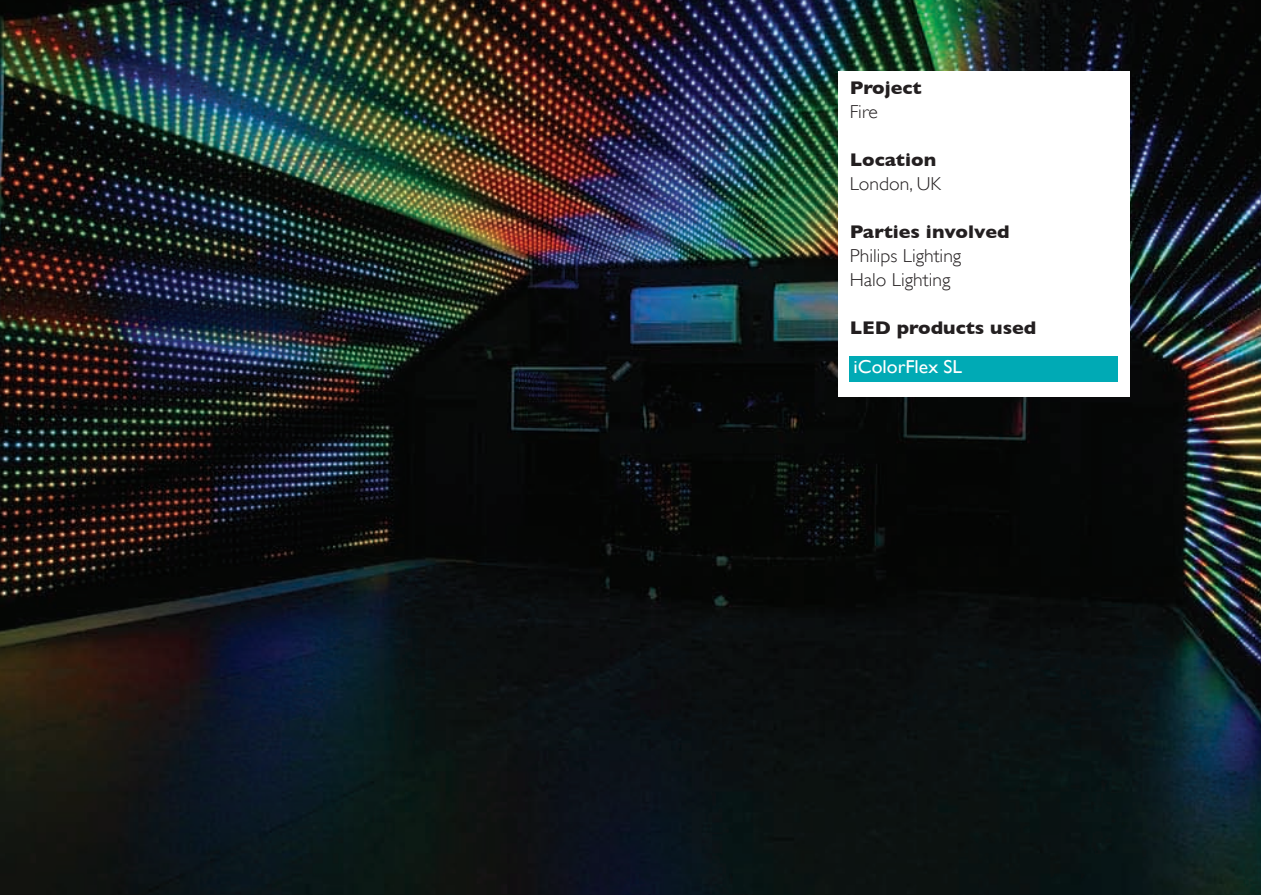 Project
Fire
Location
London, UK
Parties involved
Philips Lighting
Halo Lighting
LED products used
iColorFlex SL